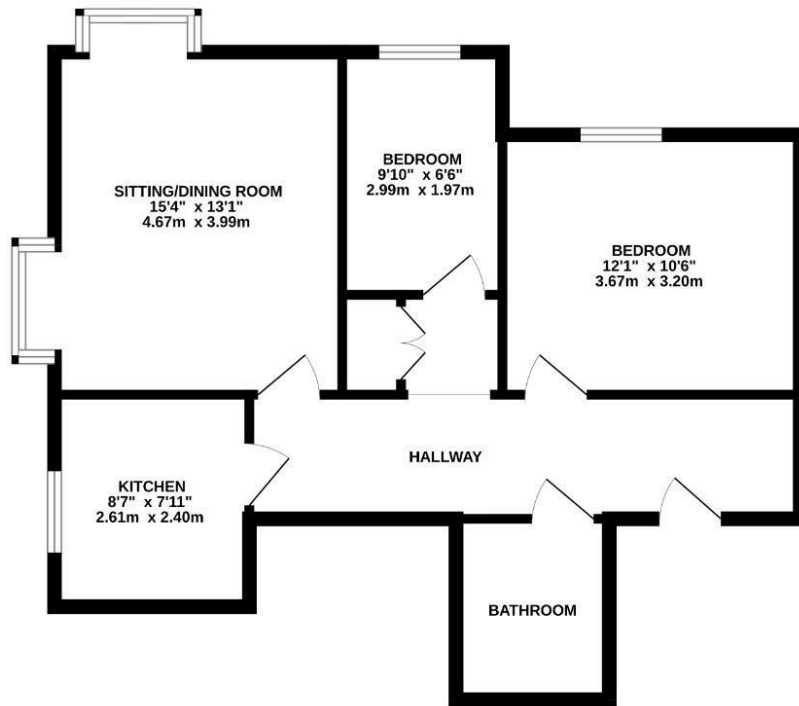 SITTING/DINING ROOM
15'4" x 13'1"
4.67m x 3.99m
BEDROOM
9'10" x 6'6"
2.99m x 1.97m
BEDROOM
12'1" x 10'6"
3.67m x 3.20m
HALLWAY
KITCHEN
8'7" x 7'11"
2.61m x 2.40m
BATHROOM